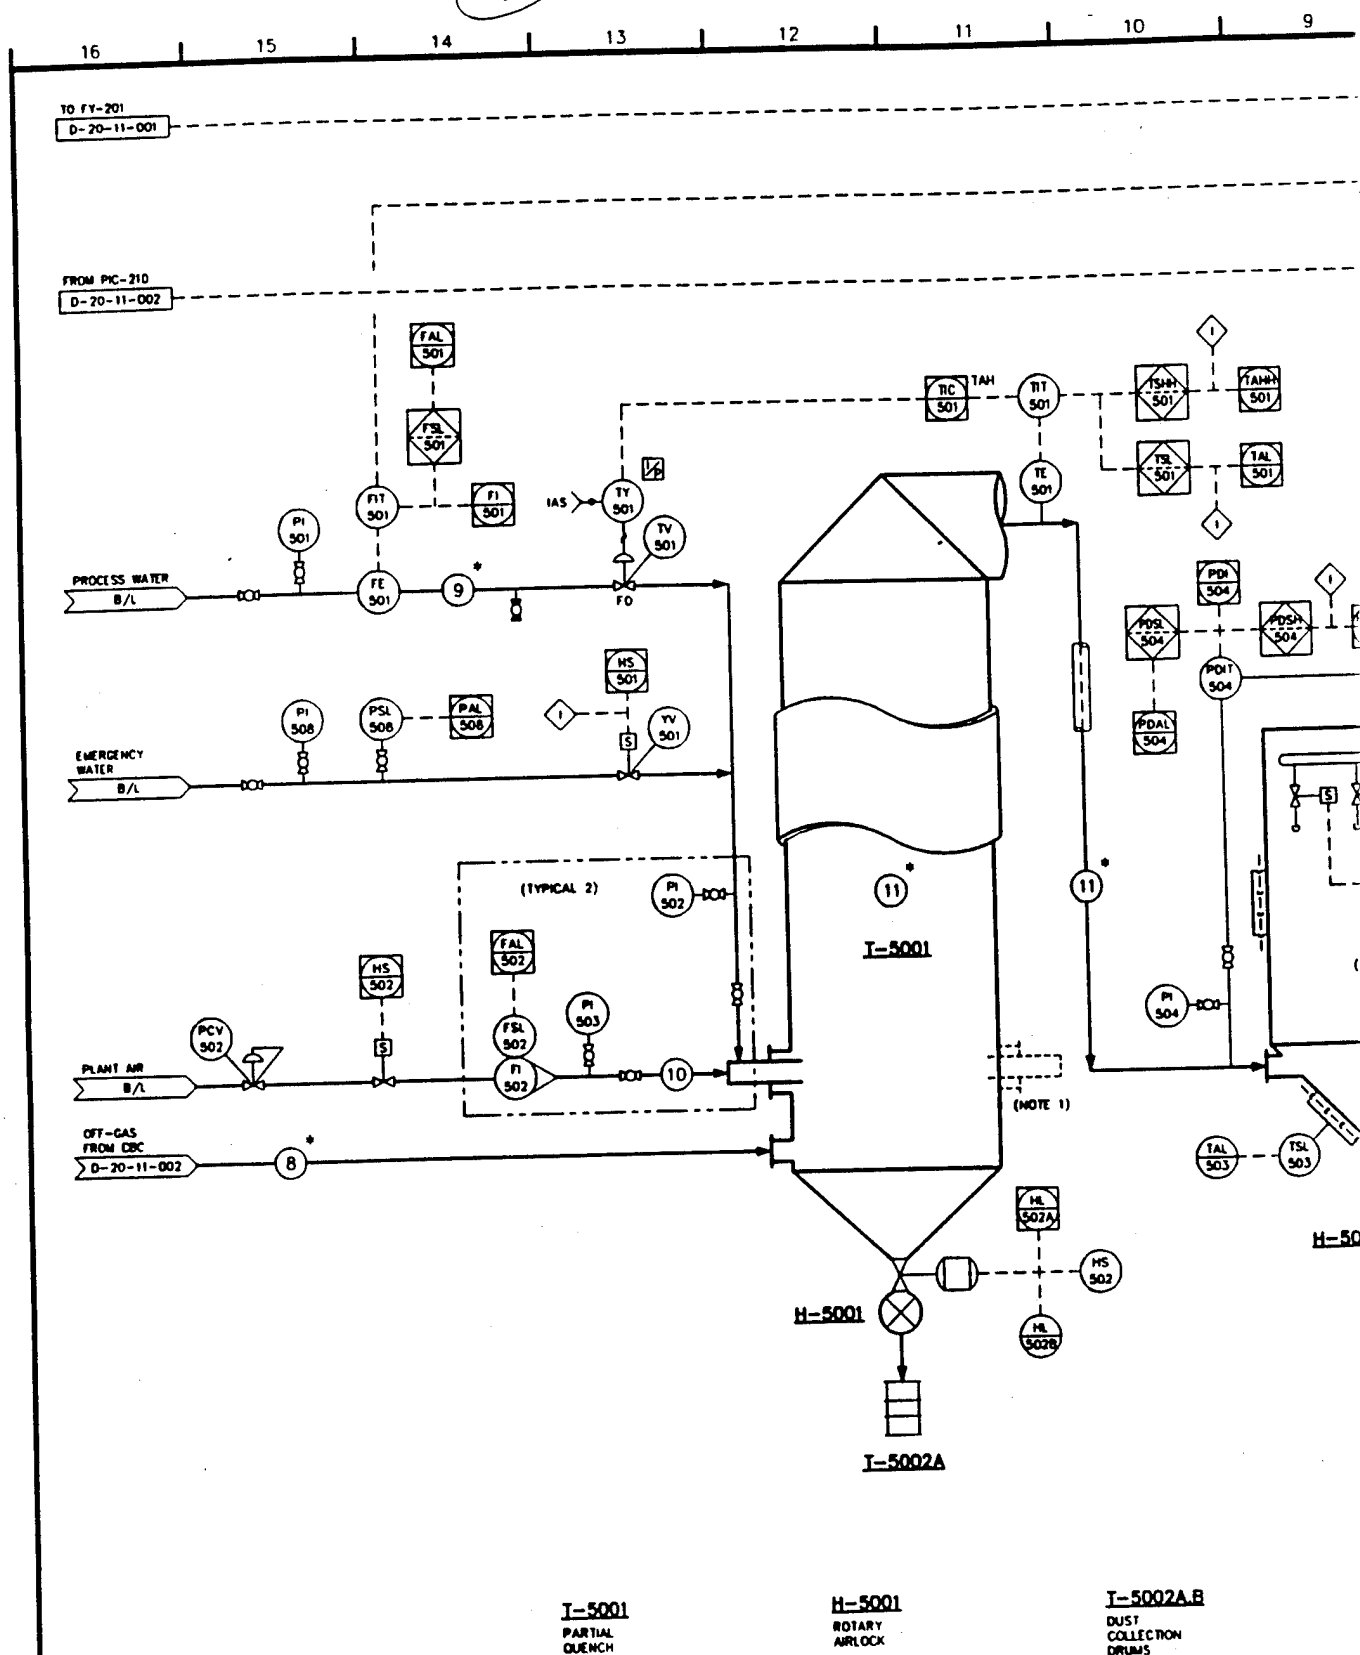 16 15 14 13 12 11 10 9
TO FY-201
D-20-11-001
FROM PIC-210
D-20-11-002
FAL
501
FSL
501
FIT
501
FI
501
PI
501
PROCESS WATER
B/L
FE
501
9
*
IAS
TY
501
I/P
TV
501
FO
TIC
501
TAH
TIT
501
TE
501
TSHH
501
I
TAHH
501
TSL
501
TAL
501
I
PDI
504
PDSL
504
PDSH
504
I
PDIT
504
PDAL
504
HS
501
I
S
YV
501
PI
508
PSL
508
PAL
508
EMERGENCY
WATER
B/L
S
(TYPICAL 2)
PI
502
11
*
11
*
T-5001
FAL
502
HS
502
FSL
502
PI
503
PCV
502
S
PI
504
PLANT AIR
B/L
FI
502
10
(NOTE 1)
OFF-GAS
FROM CBC
D-20-11-002
8
*
TAL
503
TSL
503
HL
502A
H-50
HS
502
H-5001
HL
502B
T-5002A
T-5001
PARTIAL
QUENCH
H-5001
ROTARY
AIRLOCK
T-5002A,B
DUST
COLLECTION
DRUMS